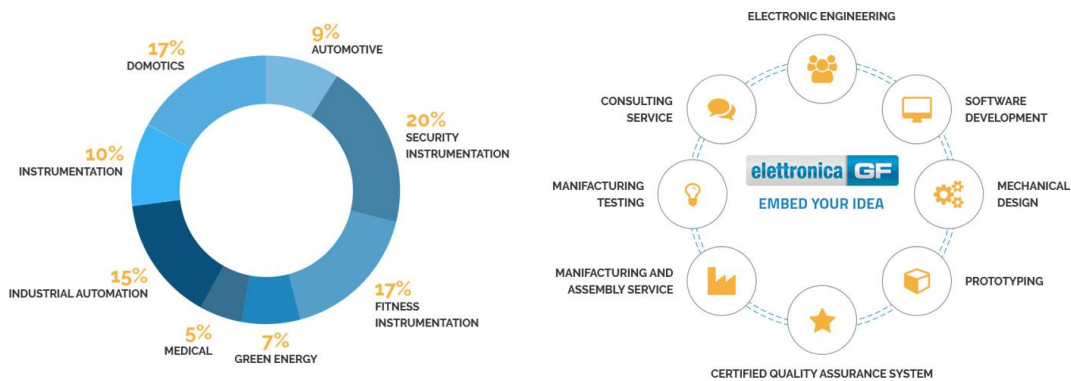 9%
AUTOMOTIVE
20%
SECURITY
INSTRUMENTATION
17%
FITNESS
INSTRUMENTATION
7%
GREEN ENERGY
5%
MEDICAL
15%
INDUSTRIAL AUTOMATION
10%
INSTRUMENTATION
17%
DOMOTICS
ELECTRONIC ENGINEERING
SOFTWARE
DEVELOPMENT
MECHANICAL
DESIGN
PROTOTYPING
CERTIFIED QUALITY ASSURANCE SYSTEM
MANIFACTURING AND
ASSEMBLY SERVICE
MANIFACTURING
TESTING
CONSULTING
SERVICE
elettronica GF
EMBED YOUR IDEA